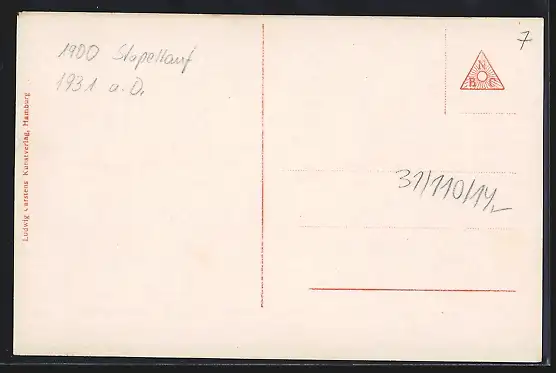 1900 Stapellauf
1931 a.D.
7
N
B C
31/110/14,-
Ludwig Carstens Kunstverlag, Hamburg